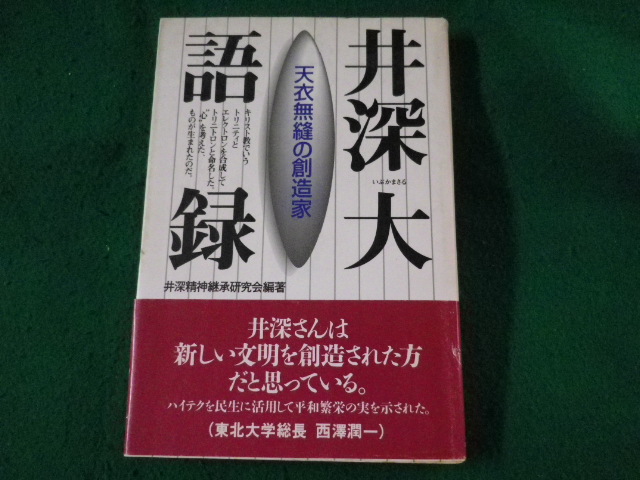 井深大
いぶかまさる
語録
天衣無縫の創造家
キリスト教でいう
トリニティと
エレクトロンを合成して
トリニトロンと命名した。
“心”を考えた、
ものが生まれたのだ。
井深精神継承研究会編著
井深さんは
新しい文明を創造された方
だと思っている。
ハイテクを民生に活用して平和繁栄の実を示された。
(東北大学総長 西澤潤一)